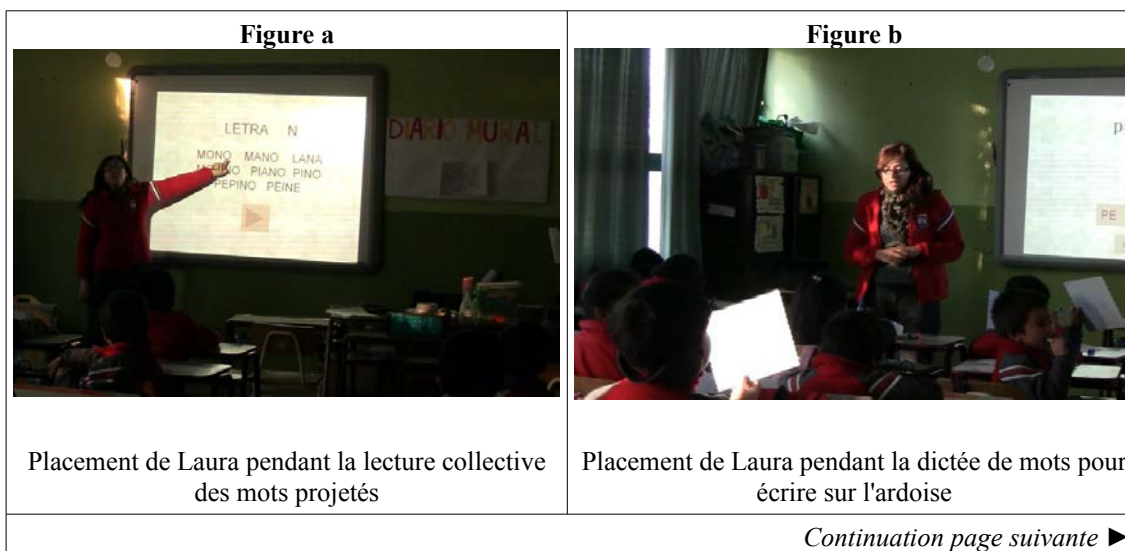 Figure a
Figure b
LETRA N
MONO MANO LANA
PIANO PINO
PEPINO PEINE
DIARIO MURAL
PE
Placement de Laura pendant la lecture collective
des mots projetés
Placement de Laura pendant la dictée de mots pour
écrire sur l'ardoise
Continuation page suivante ►